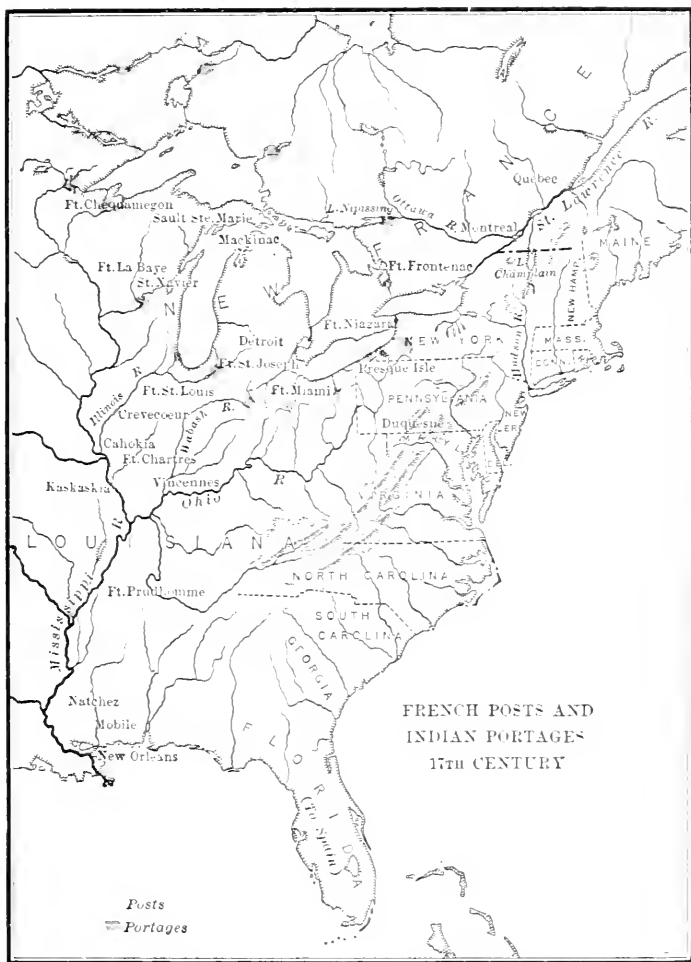 NEW FRANCE
Quebec
St. Lawrence R.
Ft. Chequamegon
Sault Ste. Marie
L. Nipissing
Ottawa R.
Montreal
MAINE
Mackinac
L. Champlain
Ft. La Baye
St. Xavier
Ft. Frontenac
NEW HAMP.
Detroit
Ft. Niagara
NEW YORK
Hudson R.
MASS.
CONN.
Ft. St. Joseph
Presque Isle
Illinois R.
Ft. St. Louis
Ft. Miami
PENNSYLVANIA
Crevecoeur
Wabash R.
Duquesne
NEW JER.
Cahokia
MARYL.
DEL.
Ft. Chartres
Vincennes
Kaskaskia
Ohio R
VIRGINIA
LOUISIANA
Ft. Prudhomme
NORTH CAROLINA
Mississippi R
SOUTH
CAROLINA
GEORGIA
Natchez
Mobile
New Orleans
FLORIDA
(To Spain)
FRENCH POSTS AND
INDIAN PORTAGES
17TH CENTURY
Posts
Portages